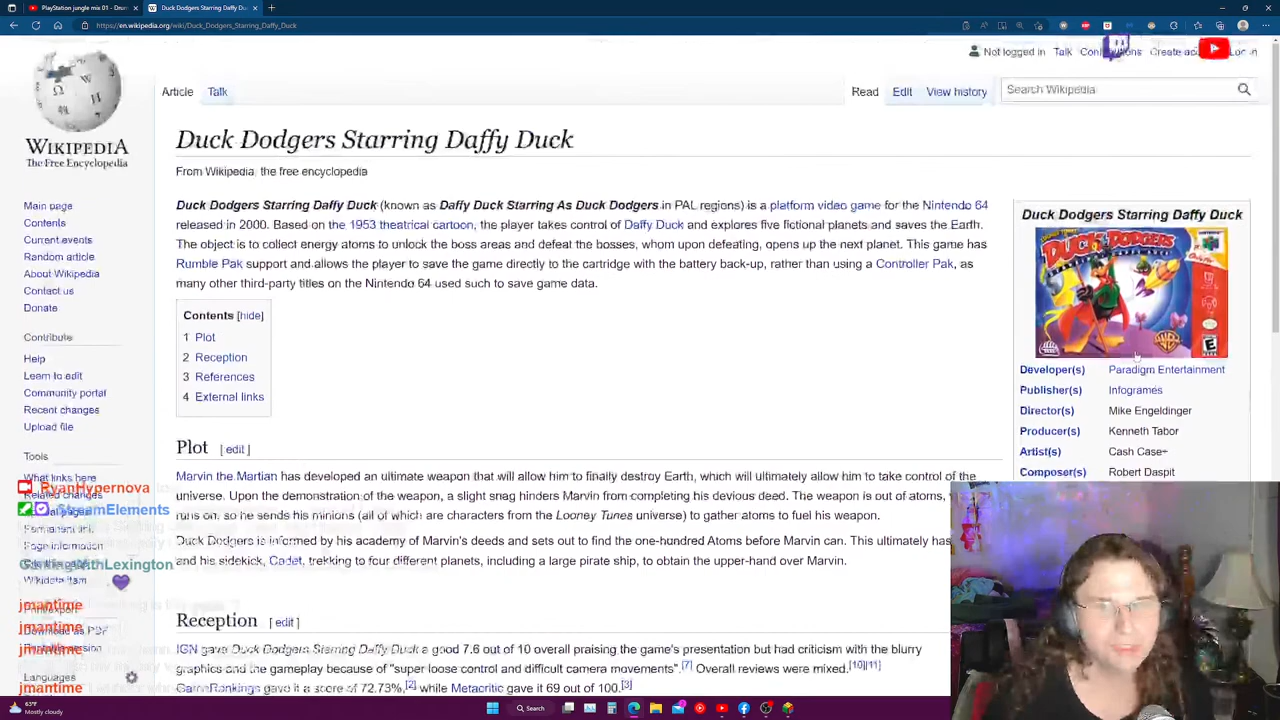 PlayStation jungle mix 01 - Drum
Duck Dodgers Starring Daffy Duc
https://en.wikipedia.org/wiki/Duck_Dodgers_Starring_Daffy_Duck
Not logged in Talk
WIKIPEDIA
The Free Encyclopedia
Article Talk
Read Edit View history
Search Wikipedia
Main page
Contents
Current events
Random article
About Wikipedia
Contact us
Donate
Contribute
Help
Learn to edit
Community portal
Recent changes
Upload file
Tools
What links here
Related changes
RyanHypernova
StreamElements
Page information
WithLexington
Wikidata item
jmantime
jmantime
Download as PDF
jmantime
Languages
jmantime
Duck Dodgers Starring Daffy Duck
From Wikipedia, the free encyclopedia
Duck Dodgers Starring Daffy Duck (known as Daffy Duck Starring As Duck Dodgers in PAL regions) is a platform video game for the Nintendo 64
released in 2000. Based on the 1953 theatrical cartoon, the player takes control of Daffy Duck and explores five fictional planets and saves the Earth.
The object is to collect energy atoms to unlock the boss areas and defeat the bosses, whom upon defeating, opens up the next planet. This game has
Rumble Pak support and allows the player to save the game directly to the cartridge with the battery back-up, rather than using a Controller Pak, as
many other third-party titles on the Nintendo 64 used such to save game data.
Contents [hide]
1 Plot
2 Reception
3 References
4 External links
Plot [ edit ]
Marvin the Martian has developed an ultimate weapon that will allow him to finally destroy Earth, which will ultimately allow him to take control of the
universe. Upon the demonstration of the weapon, a slight snag hinders Marvin from completing his devious deed. The weapon is out of atoms,
runs on, so he sends his minions (all of which are characters from the Looney Tunes universe) to gather atoms to fuel his weapon.
Duck Dodgers is informed by his academy of Marvin's deeds and sets out to find the one-hundred Atoms before Marvin can. This ultimately has
and his sidekick, Cadet, trekking to four different planets, including a large pirate ship, to obtain the upper-hand over Marvin.
Reception [ edit ]
IGN gave Duck Dodgers Starring Daffy Duck a good 7.6 out of 10 overall praising the game's presentation but had criticism with the blurry
graphics and the gameplay because of "super loose control and difficult camera movements".[7] Overall reviews were mixed.[10][11]
GameRankings gave it a score of 72.73%,[2] while Metacritic gave it 69 out of 100.[3]
Duck Dodgers Starring Daffy Duck
DUCK DODGERS
Developer(s) Paradigm Entertainment
Publisher(s) Infogrames
Director(s) Mike Engeldinger
Producer(s) Kenneth Tabor
Artist(s) Cash Case÷
Composer(s) Robert Daspit
63°F
Mostly cloudy
Search